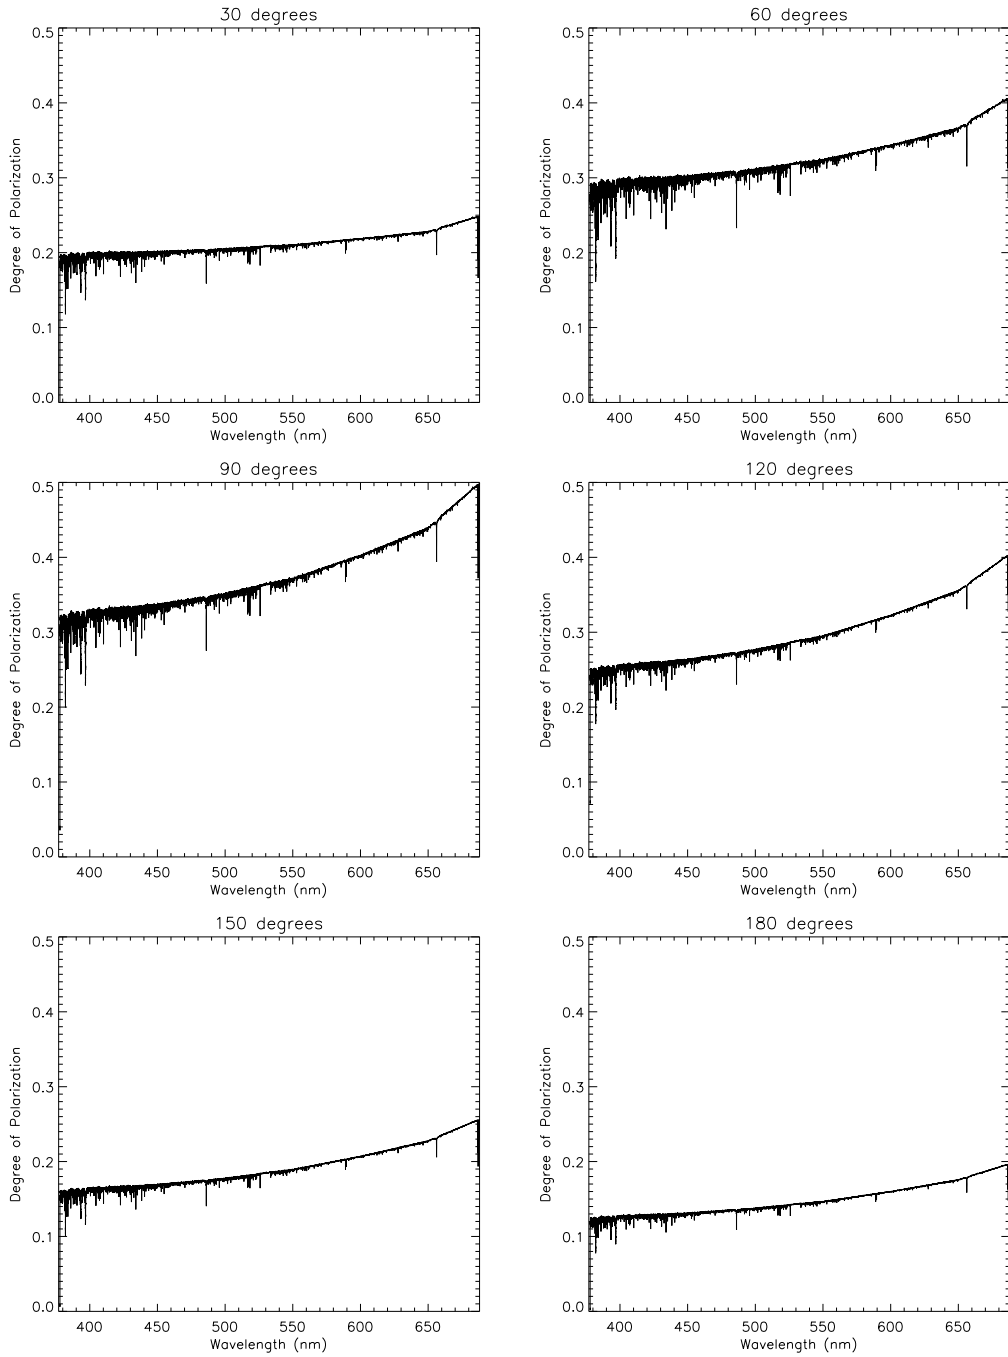 30 degrees
0.5
0.4
0.3
0.2
0.1
0.0
Degree of Polarization
400 450 500 550 600 650
Wavelength (nm)
60 degrees
0.5
0.4
0.3
0.2
0.1
0.0
Degree of Polarization
400 450 500 550 600 650
Wavelength (nm)
90 degrees
0.5
0.4
0.3
0.2
0.1
0.0
Degree of Polarization
400 450 500 550 600 650
Wavelength (nm)
120 degrees
0.5
0.4
0.3
0.2
0.1
0.0
Degree of Polarization
400 450 500 550 600 650
Wavelength (nm)
150 degrees
0.5
0.4
0.3
0.2
0.1
0.0
Degree of Polarization
400 450 500 550 600 650
Wavelength (nm)
180 degrees
0.5
0.4
0.3
0.2
0.1
0.0
Degree of Polarization
400 450 500 550 600 650
Wavelength (nm)